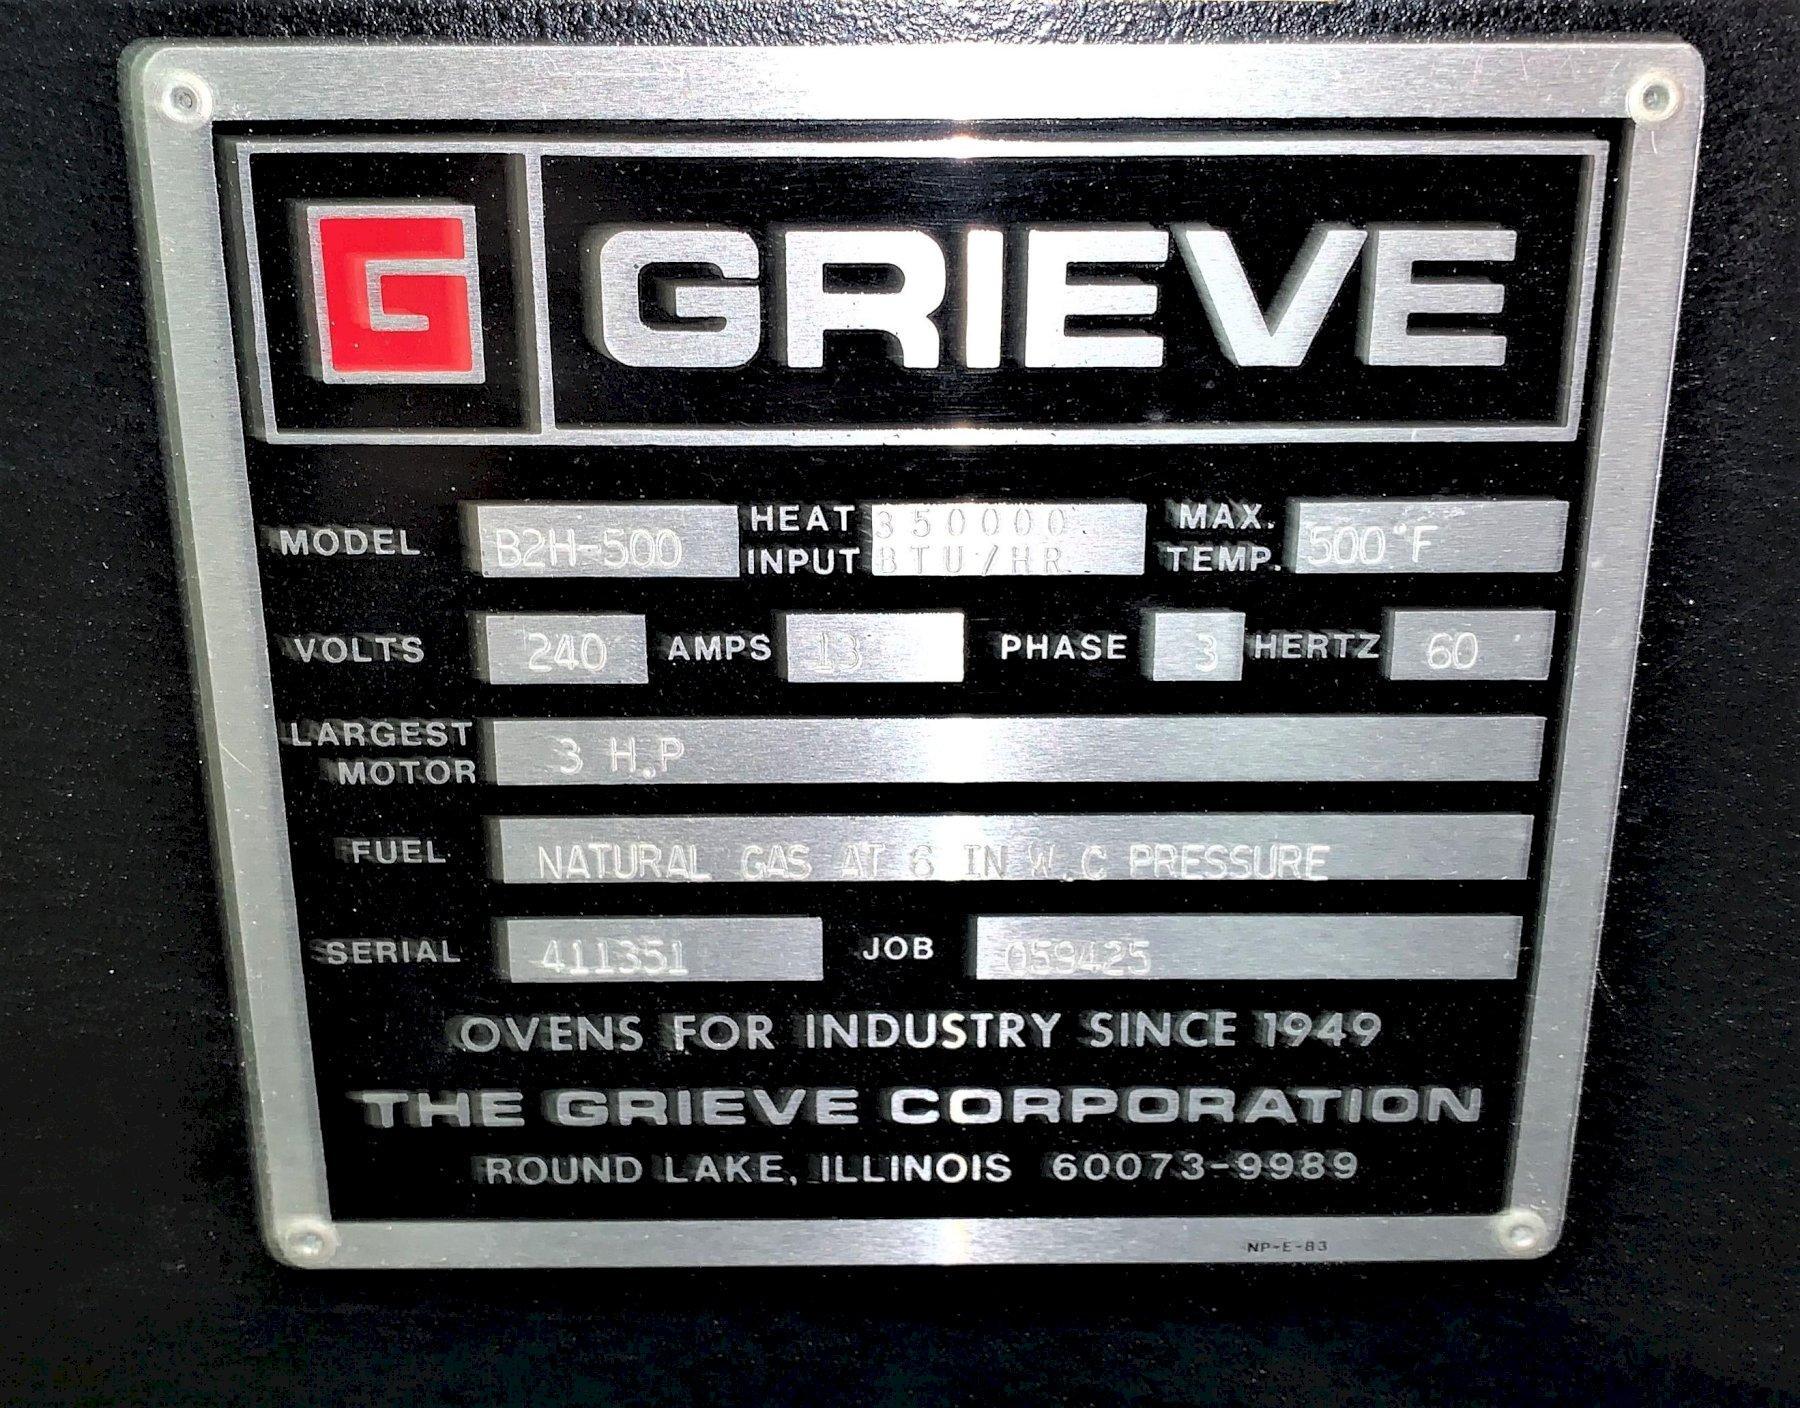 G GRIEVE
MODEL B2H-500 HEAT INPUT 350000 BTU/HR MAX. TEMP. 500°F
VOLTS 240 AMPS 13 PHASE 3 HERTZ 60
LARGEST MOTOR 3 H.P
FUEL NATURAL GAS AT 6 IN W.C PRESSURE
SERIAL 411351 JOB 059425
OVENS FOR INDUSTRY SINCE 1949
THE GRIEVE CORPORATION
ROUND LAKE, ILLINOIS 60073-9989
NP-E-83